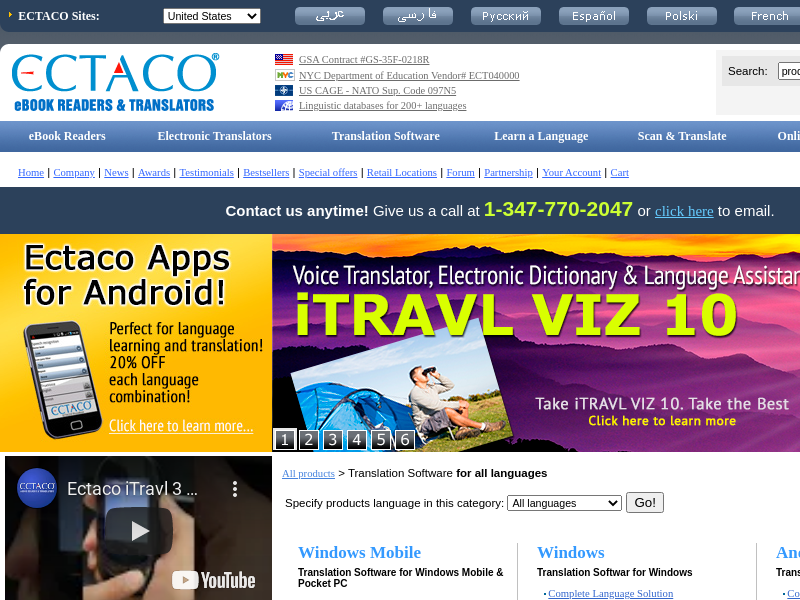 ECTACO Sites:
United States
عربي
فارسی
Русский
Español
Polski
French
ECTACO®
eBOOK READERS & TRANSLATORS
GSA Contract #GS-35F-0218R
NYC Department of Education Vendor# ECT040000
US CAGE - NATO Sup. Code 097N5
Linguistic databases for 200+ languages
Search:
eBook Readers
Electronic Translators
Translation Software
Learn a Language
Scan & Translate
Home | Company | News | Awards | Testimonials | Bestsellers | Special offers | Retail Locations | Forum | Partnership | Your Account | Cart
Contact us anytime! Give us a call at 1-347-770-2047 or click here to email.
Ectaco Apps
for Android!
Perfect for language
learning and translation!
20% OFF
each language
combination!
Click here to learn more...
ECTACO
Voice Translator, Electronic Dictionary & Language
iTRAVL VIZ 10
Take iTRAVL VIZ 10. Take the Best
Click here to learn more
1 2 3 4 5 6
ECTACO
Ectaco iTravl 3 ...
YouTube
All products > Translation Software for all languages
Specify products language in this category: All languages Go!
Windows Mobile
Translation Software for Windows Mobile &
Pocket PC
Windows
Translation Softwar for Windows
Complete Language Solution